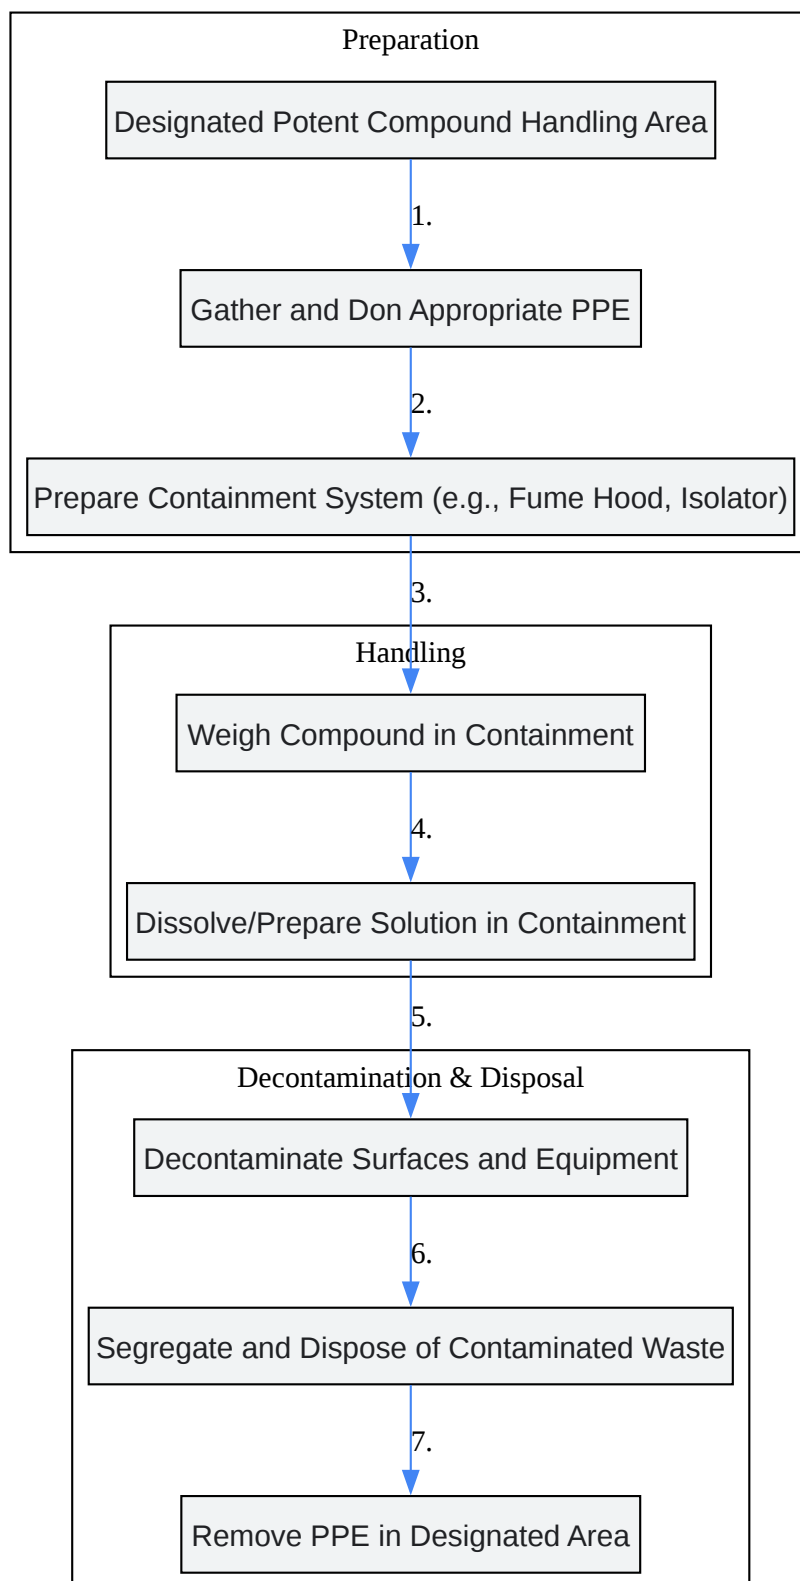 Preparation
Designated Potent Compound Handling Area
1.
Gather and Don Appropriate PPE
2.
Prepare Containment System (e.g., Fume Hood, Isolator)
3.
Handling
Weigh Compound in Containment
4.
Dissolve/Prepare Solution in Containment
5.
Decontamination & Disposal
Decontaminate Surfaces and Equipment
6.
Segregate and Dispose of Contaminated Waste
7.
Remove PPE in Designated Area